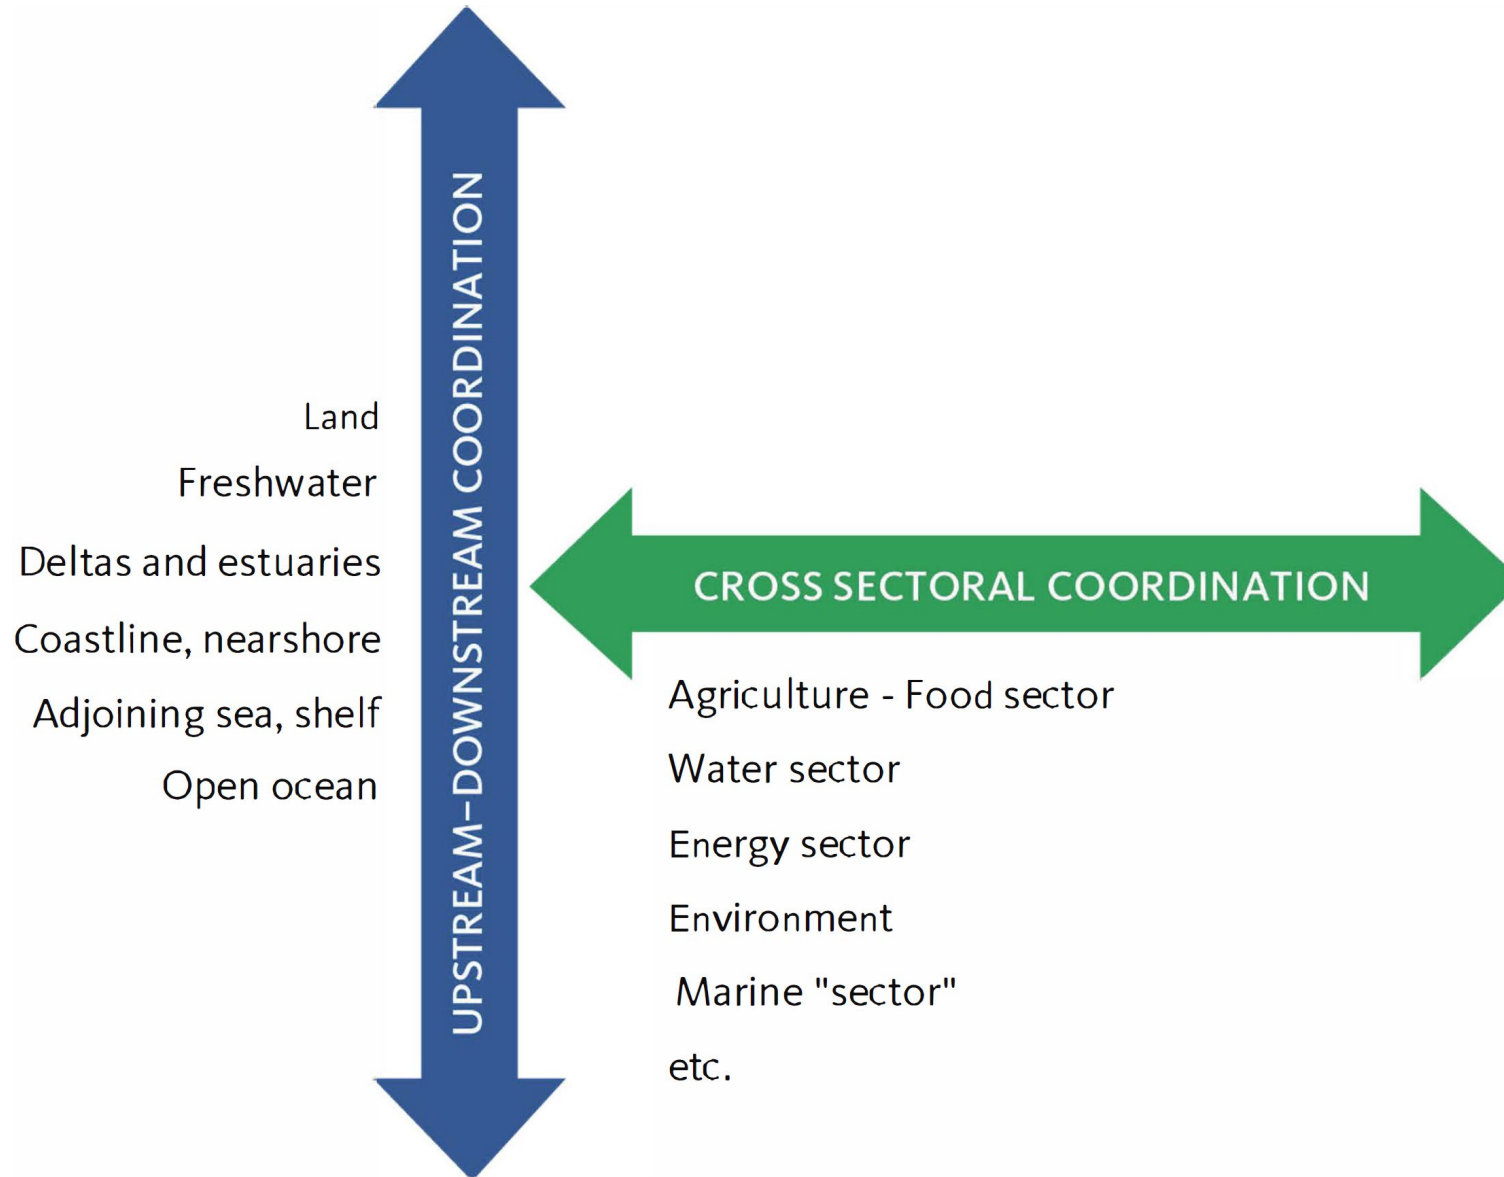 UPSTREAM–DOWNSTREAM COORDINATION
Land
Freshwater
Deltas and estuaries
Coastline, nearshore
Adjoining sea, shelf
Open ocean
CROSS SECTORAL COORDINATION
Agriculture - Food sector
Water sector
Energy sector
Environment
Marine "sector"
etc.